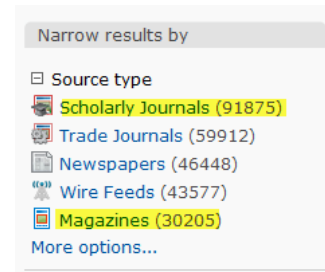 Narrow results by
Source type
Scholarly Journals (91875)
Trade Journals (59912)
Newspapers (46448)
Wire Feeds (43577)
Magazines (30205)
More options...